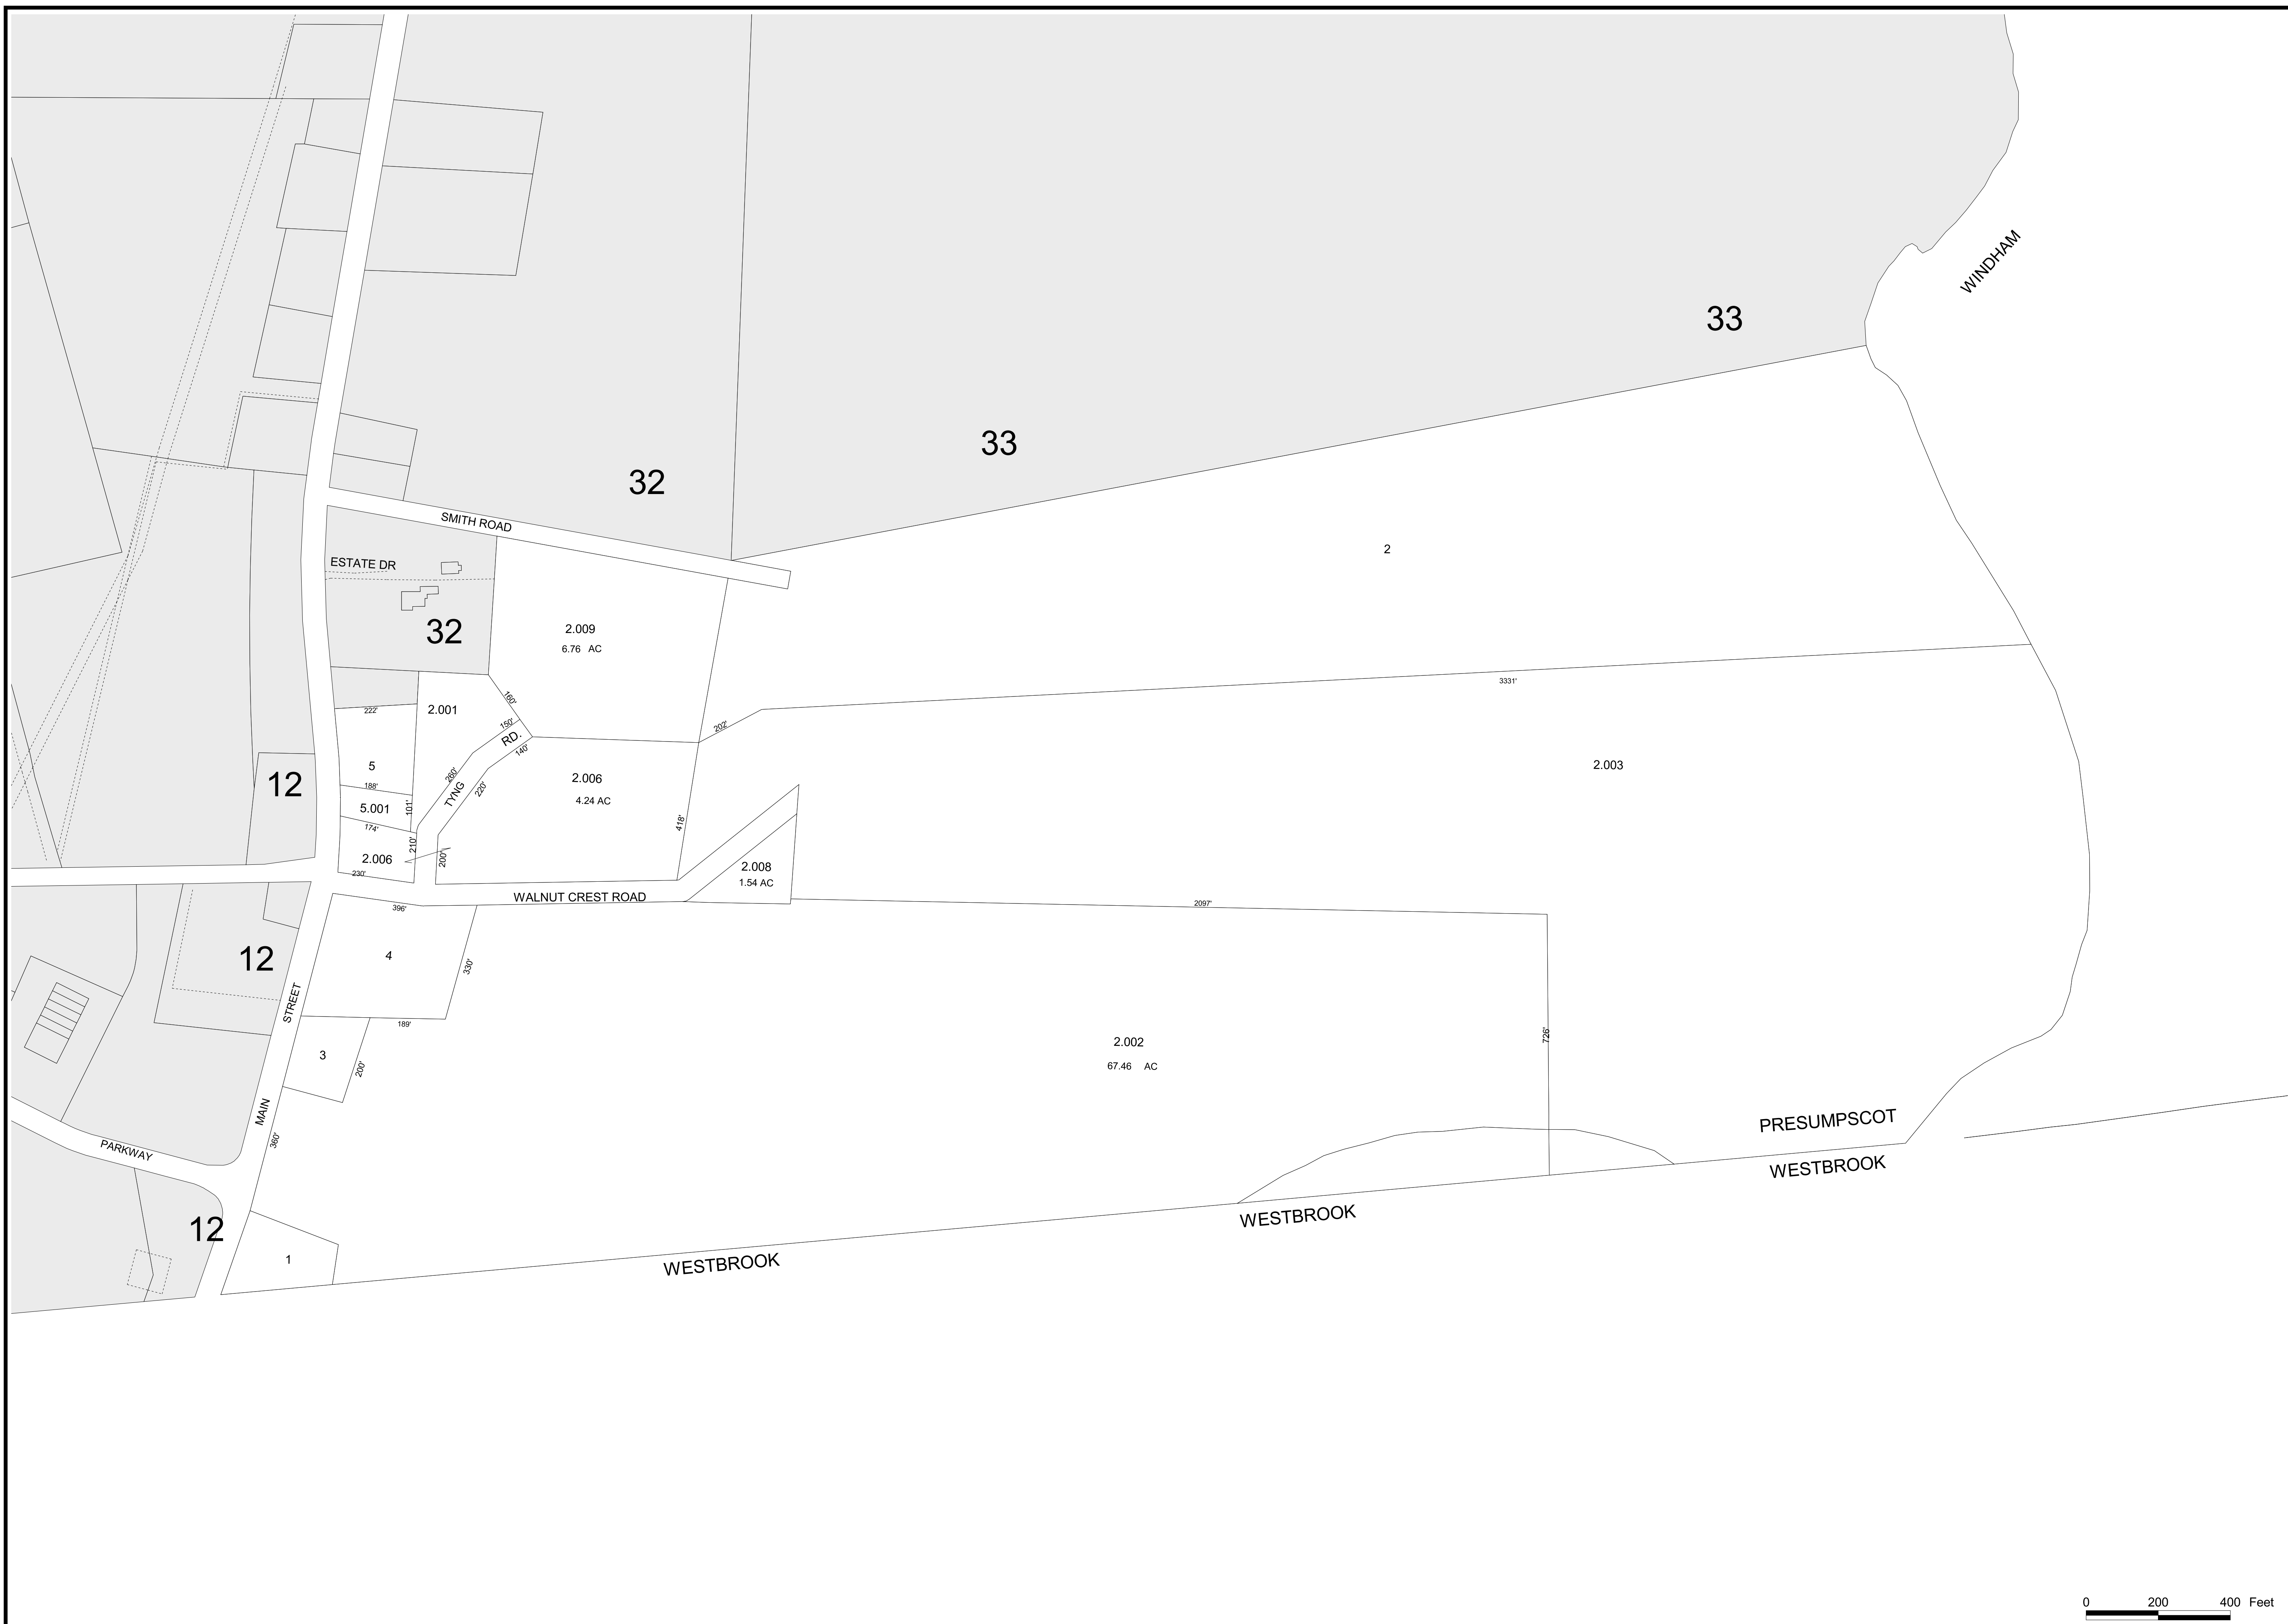 WINDHAM
33
33
32
SMITH ROAD
2
ESTATE DR
32
2.009
6.76 AC
3331'
160'
222'
2.001
150'
RD.
140'
202'
5
260'
TYNG
220'
2.006
4.24 AC
2.003
12
188'
5.001
101'
174'
418'
210'
200'
2.006
230'
2.008
1.54 AC
WALNUT CREST ROAD
396'
2097'
12
4
330'
STREET
189'
3
200'
726'
2.002
67.46 AC
MAIN
360'
PARKWAY
PRESUMPSCOT
WESTBROOK
WESTBROOK
WESTBROOK
12
1
0 200 400 Feet